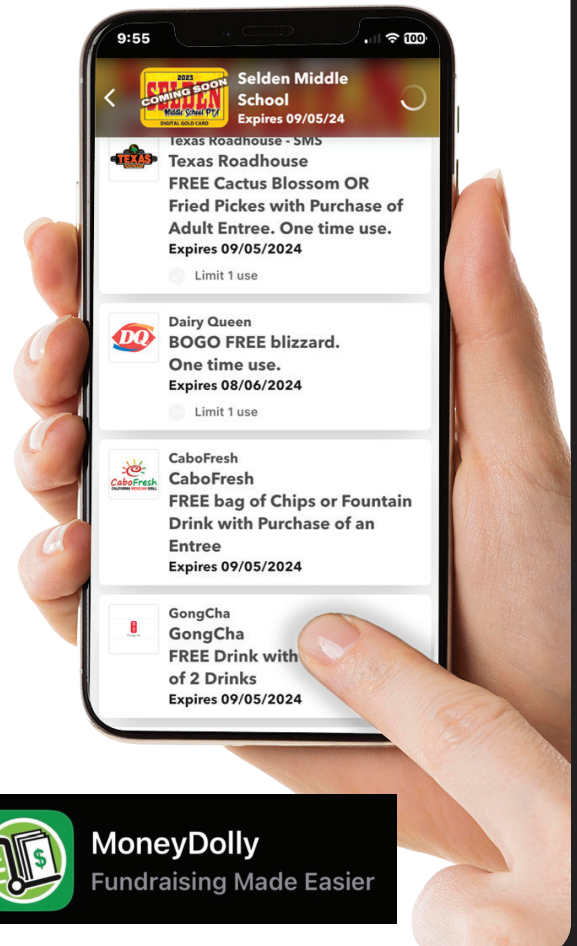 9:55
100
2023
COMING SOON
SELDEN
Middle School PTA
DIGITAL GOLD CARD
Selden Middle
School
Expires 09/05/24
Texas Roadhouse - SMS
TEXAS
Texas Roadhouse
FREE Cactus Blossom OR
Fried Pickes with Purchase of
Adult Entree. One time use.
Expires 09/05/2024
Limit 1 use
DQ
Dairy Queen
BOGO FREE blizzard.
One time use.
Expires 08/06/2024
Limit 1 use
CaboFresh
CALIFORNIA MEXICAN GRILL
CaboFresh
CaboFresh
FREE bag of Chips or Fountain
Drink with Purchase of an
Entree
Expires 09/05/2024
GongCha
GongCha
FREE Drink with
of 2 Drinks
Expires 09/05/2024
$
MoneyDolly
Fundraising Made Easier